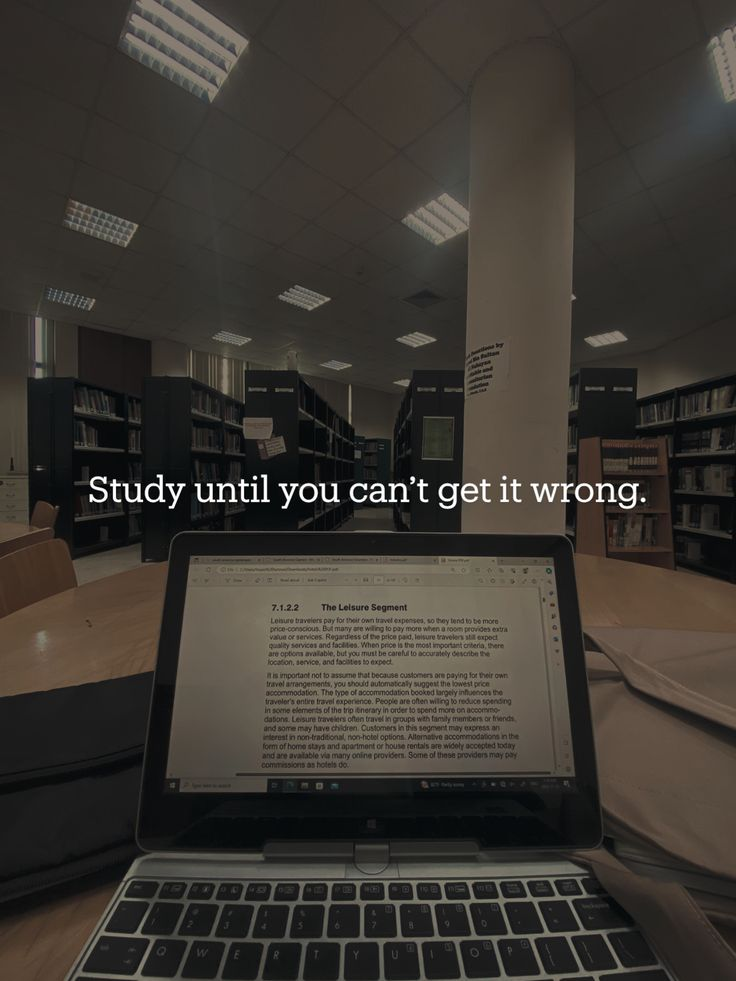 Study until you can't get it wrong.
7.1.2.2 The Leisure Segment
Leisure travelers pay for their own travel expenses, so they tend to be more
price-conscious. But many are willing to pay more when a room provides extra
value or services. Regardless of the price paid, leisure travelers still expect
quality services and facilities. When price is the most important criteria, there
are options available, but you must be careful to accurately describe the
location, service, and facilities to expect.
It is important not to assume that because customers are paying for their own
travel arrangements, you should automatically suggest the lowest price
accommodation. The type of accommodation booked largely influences the
traveler's entire travel experience. People are often willing to reduce spending
in some elements of the trip itinerary in order to spend more on accommo-
dations. Leisure travelers often travel in groups with family members or friends,
and some may have children. Customers in this segment may express an
interest in non-traditional, non-hotel options. Alternative accommodations in the
form of home stays and apartment or house rentals are widely accepted today
and are available via many online providers. Some of these providers may pay
commissions as hotels do.
Type here to search
Q W E R T Y U I O P